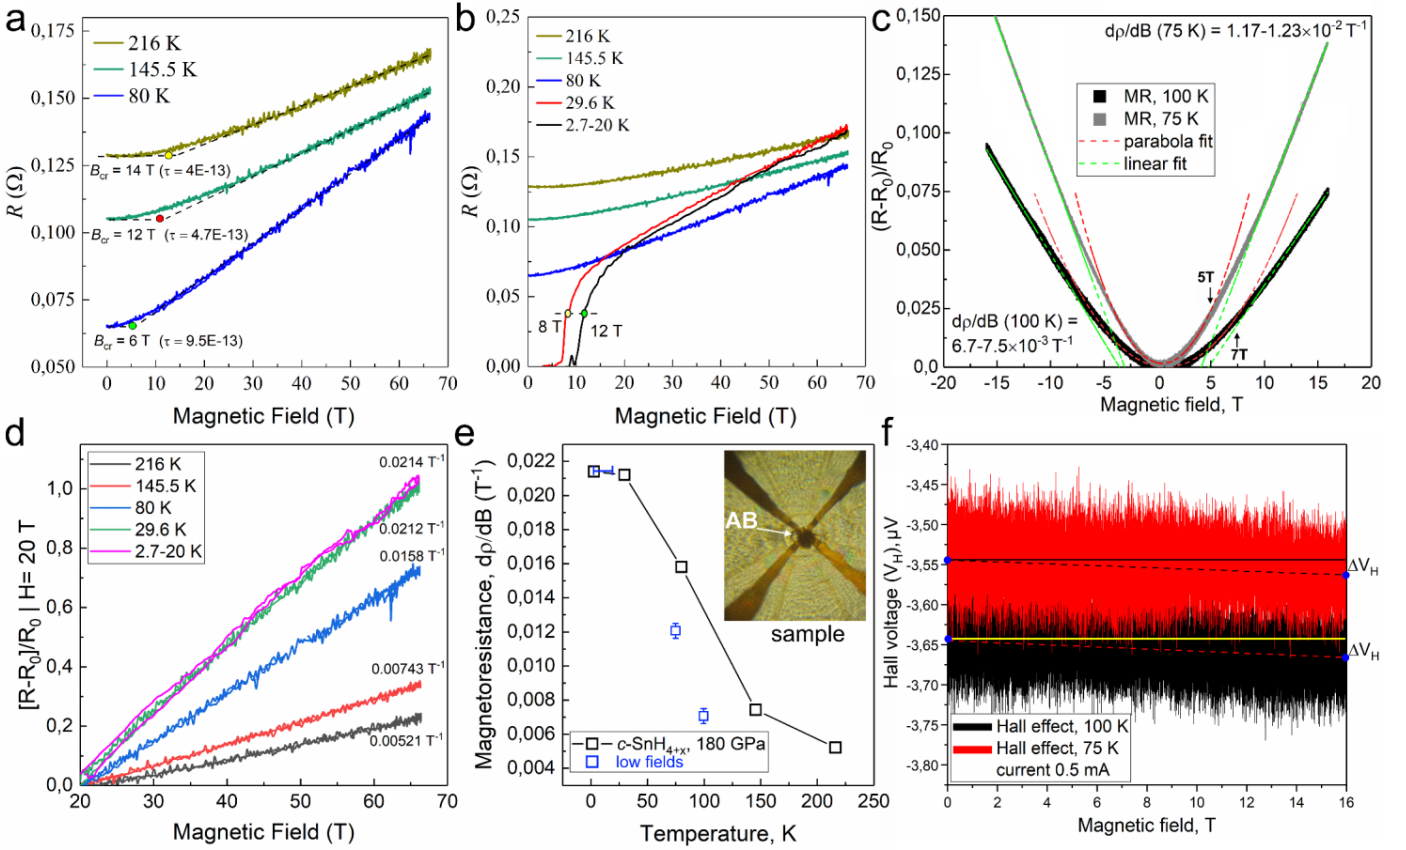 a
0,175
0,150
0,125
0,100
0,075
0,050
R (Ω)
216 K
145.5 K
80 K
Bcr = 14 T (τ = 4E-13)
Bcr = 12 T (τ = 4.7E-13)
Bcr = 6 T (τ = 9.5E-13)
0 10 20 30 40 50 60 70
Magnetic Field (T)
b
0,25
0,20
0,15
0,10
0,05
0,00
R (Ω)
216 K
145.5 K
80 K
29.6 K
2.7-20 K
8 T
12 T
0 10 20 30 40 50 60 70
Magnetic Field (T)
c
0,150
0,125
0,100
0,075
0,050
0,025
0,0
(R-R0)/R0
dρ/dB (75 K) = 1.17-1.23×10-2 T-1
MR, 100 K
MR, 75 K
parabola fit
linear fit
5T
7T
dρ/dB (100 K) =
6.7-7.5×10-3 T-1
-20 -15 -10 -5 0 5 10 15 20
Magnetic field, T
d
1,0
0,8
0,6
0,4
0,2
0,0
[R-R0]/R0 | H= 20 T
216 K
145.5 K
80 K
29.6 K
2.7-20 K
0.0214 T-1
0.0212 T-1
0.0158 T-1
0.00743 T-1
0.00521 T-1
20 30 40 50 60 70
Magnetic Field (T)
e
0,022
0,020
0,018
0,016
0,014
0,012
0,010
0,008
0,006
0,004
Magnetoresistance, dρ/dB (T-1)
AB
sample
c-SnH4+x, 180 GPa
low fields
0 50 100 150 200 250
Temperature, K
f
-3,40
-3,45
-3,50
-3,55
-3,60
-3,65
-3,70
-3,75
-3,80
Hall voltage (VH), µV
ΔVH
ΔVH
Hall effect, 100 K
Hall effect, 75 K
current 0.5 mA
0 2 4 6 8 10 12 14 16
Magnetic field, T